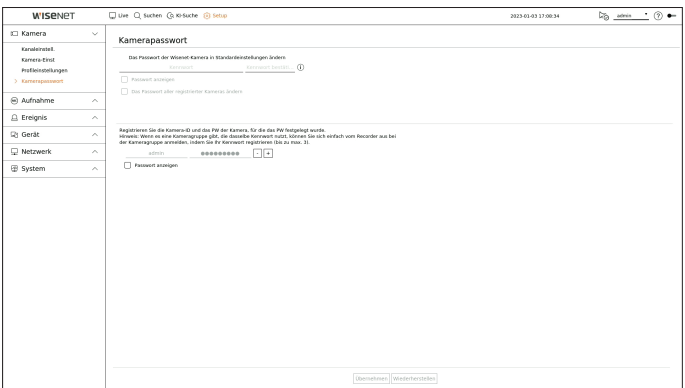 WISENET
Live Suchen KI-Suche Setup 2023-01-03 17:08:34 admin
Kamera
Kanaleinstell.
Kamera-Einst
Profileinstellungen
Kamerapasswort
Aufnahme
Ereignis
Gerät
Netzwerk
System
Kamerapasswort
Das Passwort der Wisenet-Kamera in Standardeinstellungen ändern
Kennwort Kennwort bestim.
Passwort anzeigen
Das Passwort aller registrierter Kameras ändern
Registrieren Sie die Kamera-ID und das PW der Kamera, für die das PW festgelegt wurde.
Hinweis: Wenn es eine Kameragruppe gibt, die dasselbe Kennwort nutzt, können Sie sich einfach vom Recorder aus bei
der Kameragruppe anmelden, indem Sie Ihr Kennwort registrieren (bis zu max. 3).
admin ●●●●●●●●● - +
Passwort anzeigen
Übernehmen Wiederherstellen